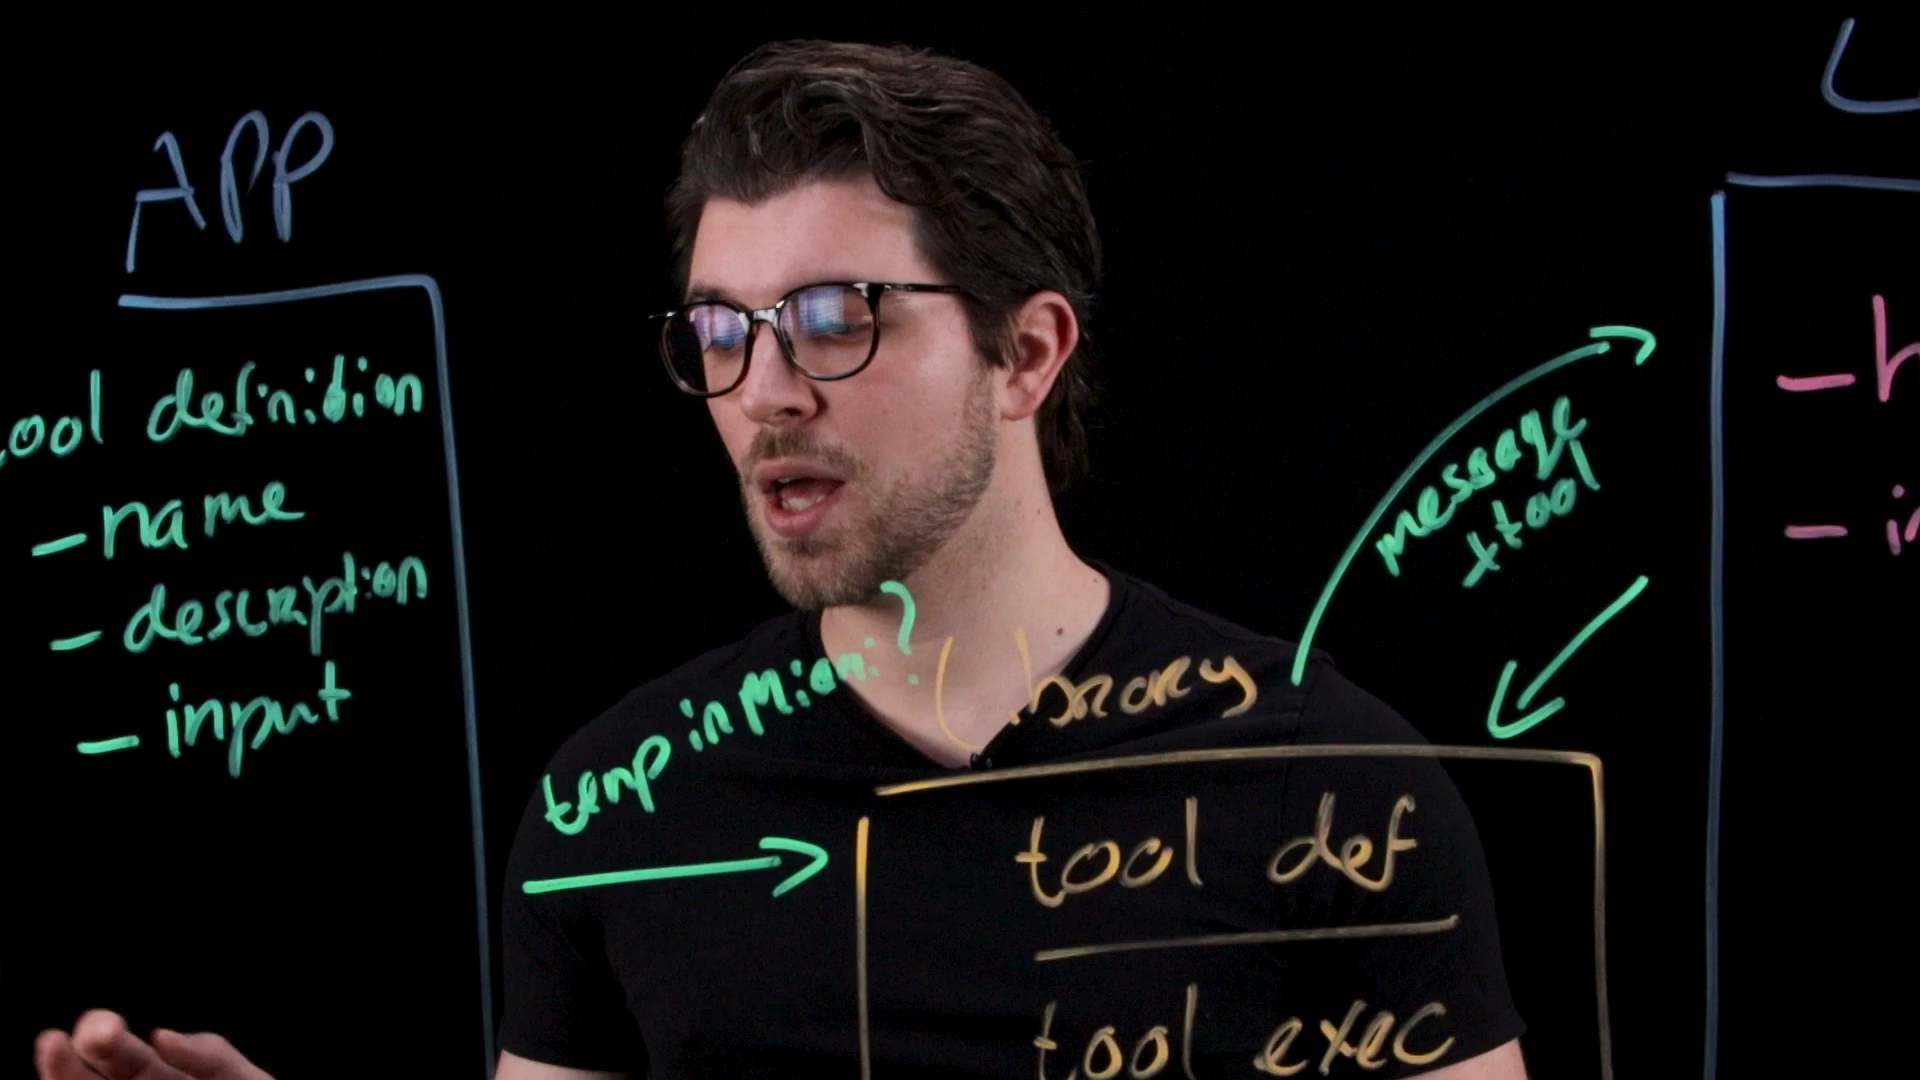 APP
tool definition
- name
- description
- input
temp in Miami?
library
tool def
tool exec
message
+ tool